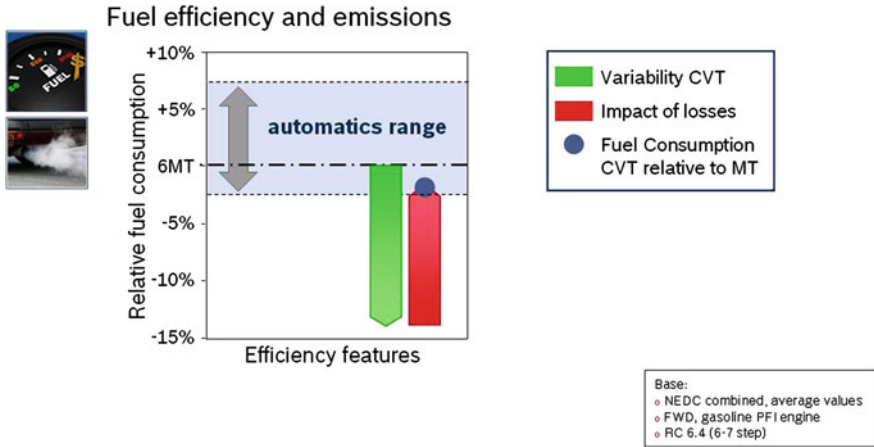 Fuel efficiency and emissions
FUEL
+10%
+5%
6MT
-5%
-10%
-15%
Relative fuel consumption
automatics range
Efficiency features
Variability CVT
Impact of losses
Fuel Consumption
CVT relative to MT
Base:
NEDC combined, average values
FWD, gasoline PFI engine
RC 6.4 (6-7 step)